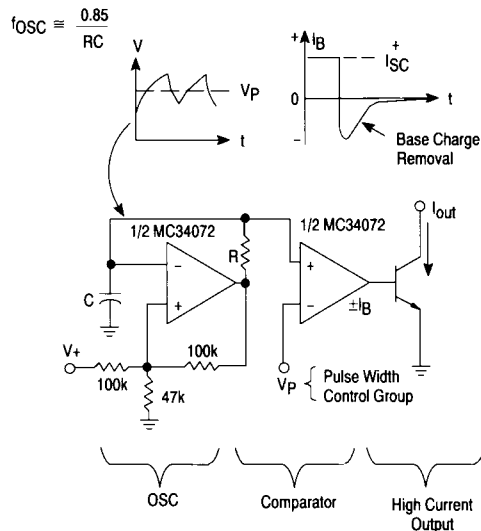 fOSC ≅ 0.85
RC
V
VP
t
+ IB
+
ISC
0
t
–
Base Charge
Removal
1/2 MC34072
1/2 MC34072
Iout
R
–
+
C
+
–
±IB
V+
100k
100k
47k
VP
Pulse Width
Control Group
OSC
Comparator
High Current
Output